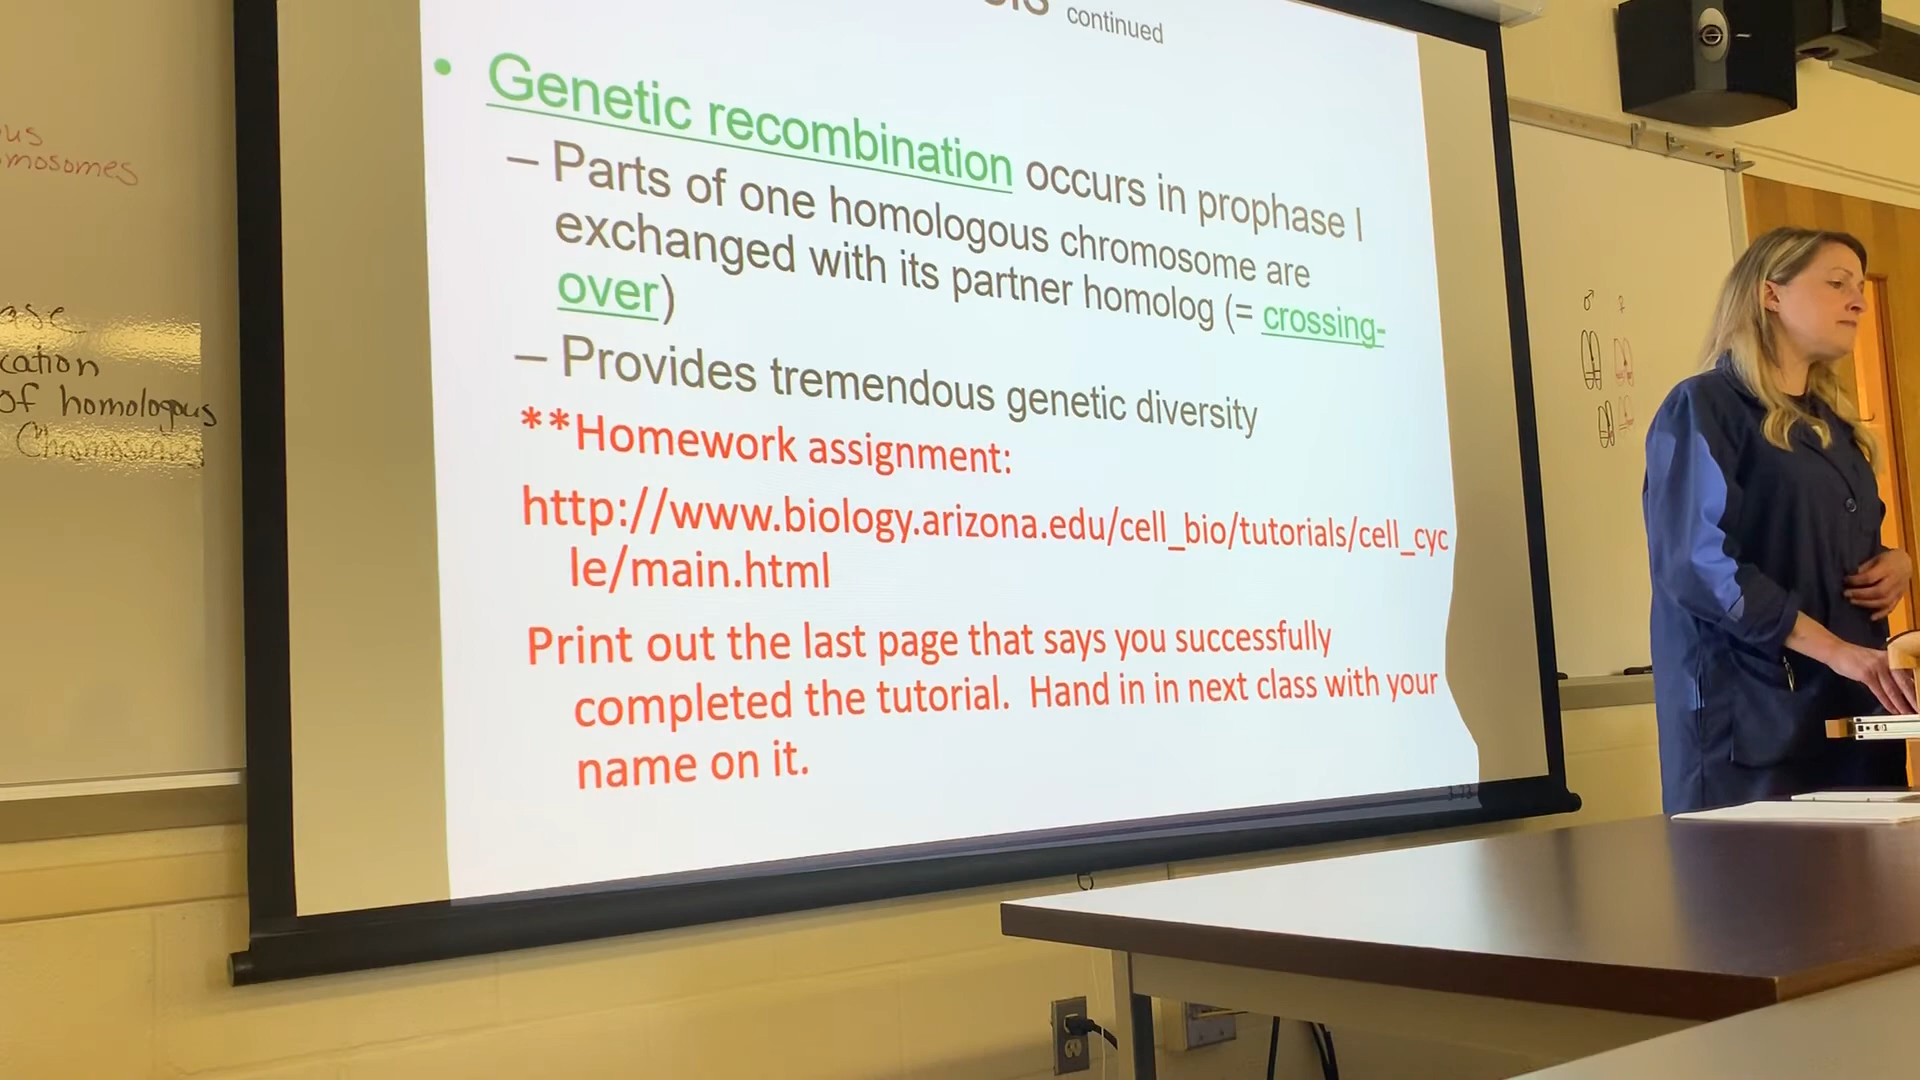 continued
• Genetic recombination occurs in prophase I
– Parts of one homologous chromosome are
exchanged with its partner homolog (= crossing-
over)
– Provides tremendous genetic diversity
**Homework assignment:
http://www.biology.arizona.edu/cell_bio/tutorials/cell_cyc
le/main.html
Print out the last page that says you successfully
completed the tutorial. Hand in in next class with your
name on it.
of homologous
Chromosomes
♂ ♀